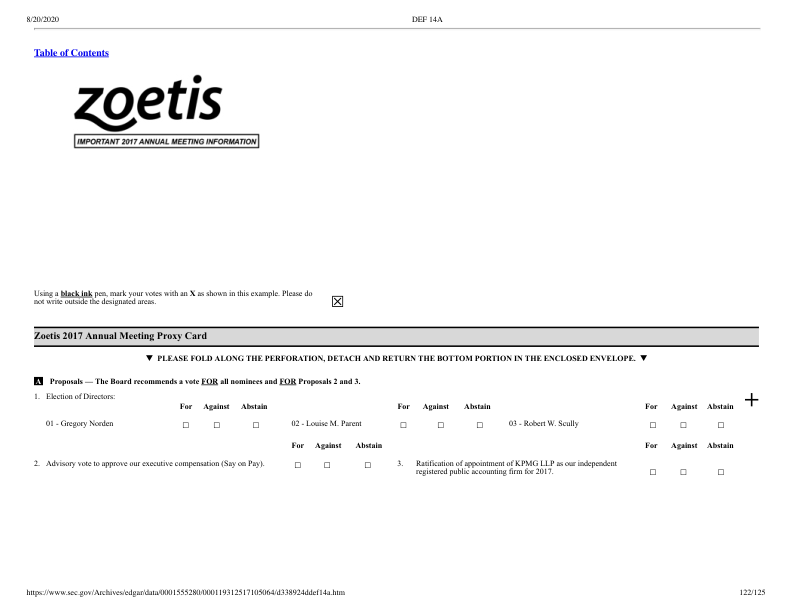 8/20/2020 DEF 14A
Table of Contents
zoetis
IMPORTANT 2017 ANNUAL MEETING INFORMATION
Using a black ink pen, mark your votes with an X as shown in this example. Please do
not write outside the designated areas. ☒
Zoetis 2017 Annual Meeting Proxy Card
▼ PLEASE FOLD ALONG THE PERFORATION, DETACH AND RETURN THE BOTTOM PORTION IN THE ENCLOSED ENVELOPE. ▼
A Proposals — The Board recommends a vote FOR all nominees and FOR Proposals 2 and 3.
1. Election of Directors: +
For Against Abstain For Against Abstain For Against Abstain
01 - Gregory Norden ☐ ☐ ☐ 02 - Louise M. Parent ☐ ☐ ☐ 03 - Robert W. Scully ☐ ☐ ☐
For Against Abstain For Against Abstain
2. Advisory vote to approve our executive compensation (Say on Pay). ☐ ☐ ☐ 3. Ratification of appointment of KPMG LLP as our independent
registered public accounting firm for 2017. ☐ ☐ ☐
https://www.sec.gov/Archives/edgar/data/0001555280/000119312517105064/d338924ddef14a.htm 122/125